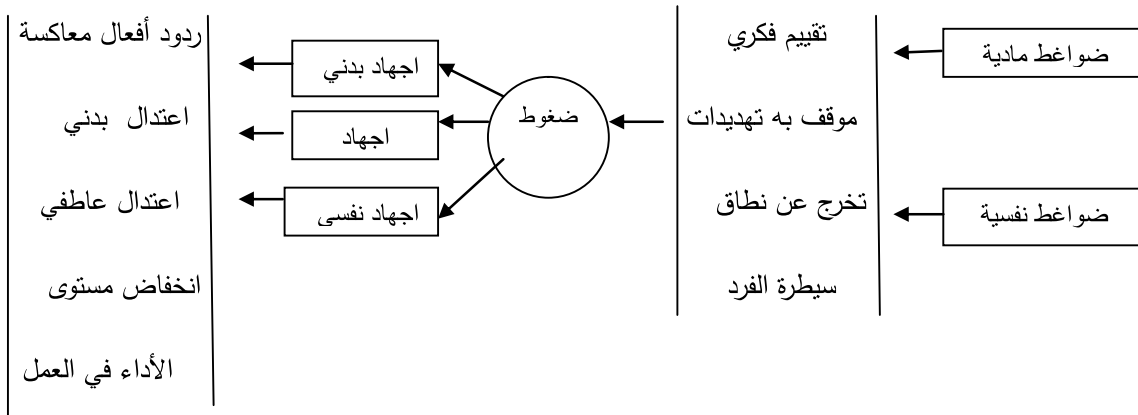 ضواغط مادية
ضواغط نفسية
تقييم فكري
موقف به تهديدات
تخرج عن نطاق
سيطرة الفرد
ضغوط
اجهاد بدني
اجهاد
اجهاد نفسي
ردود أفعال معاكسة
اعتدال بدني
اعتدال عاطفي
انخفاض مستوى
الأداء في العمل